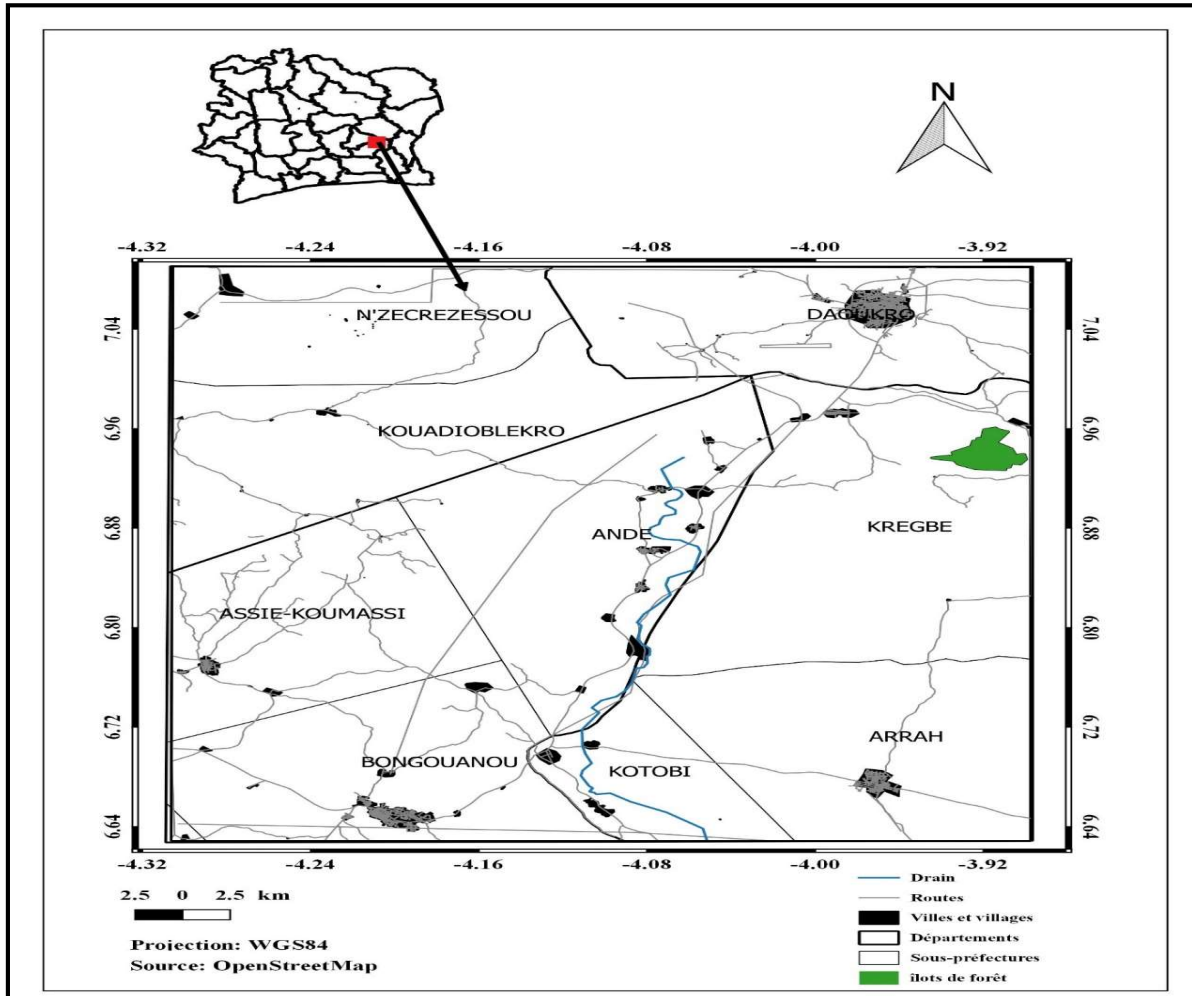 N
-4.32 -4.24 -4.16 -4.08 -4.00 -3.92
N'ZECREZESSOU
DAOUKRO
7.04 7.04
KOUADIOBLEKRO
6.96 6.96
ANDE
KREGBE
6.88 6.88
ASSIE-KOUMASSI
6.80 6.80
6.72 6.72
ARRAH
BONGOUANOU
KOTOBI
6.64 6.64
-4.32 -4.24 -4.16 -4.08 -4.00 -3.92
2.5 0 2.5 km
Projection: WGS84
Source: OpenStreetMap
Drain
Routes
Villes et villages
Départements
Sous-préfectures
îlots de forêt